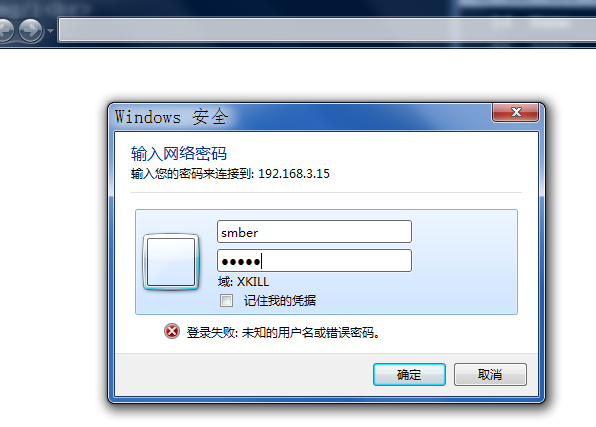 Windows 安全
输入网络密码
输入您的密码来连接到: 192.168.3.15
smber
●●●●●
域: XKILL
记住我的凭据
登录失败: 未知的用户名或错误密码。
确定 取消